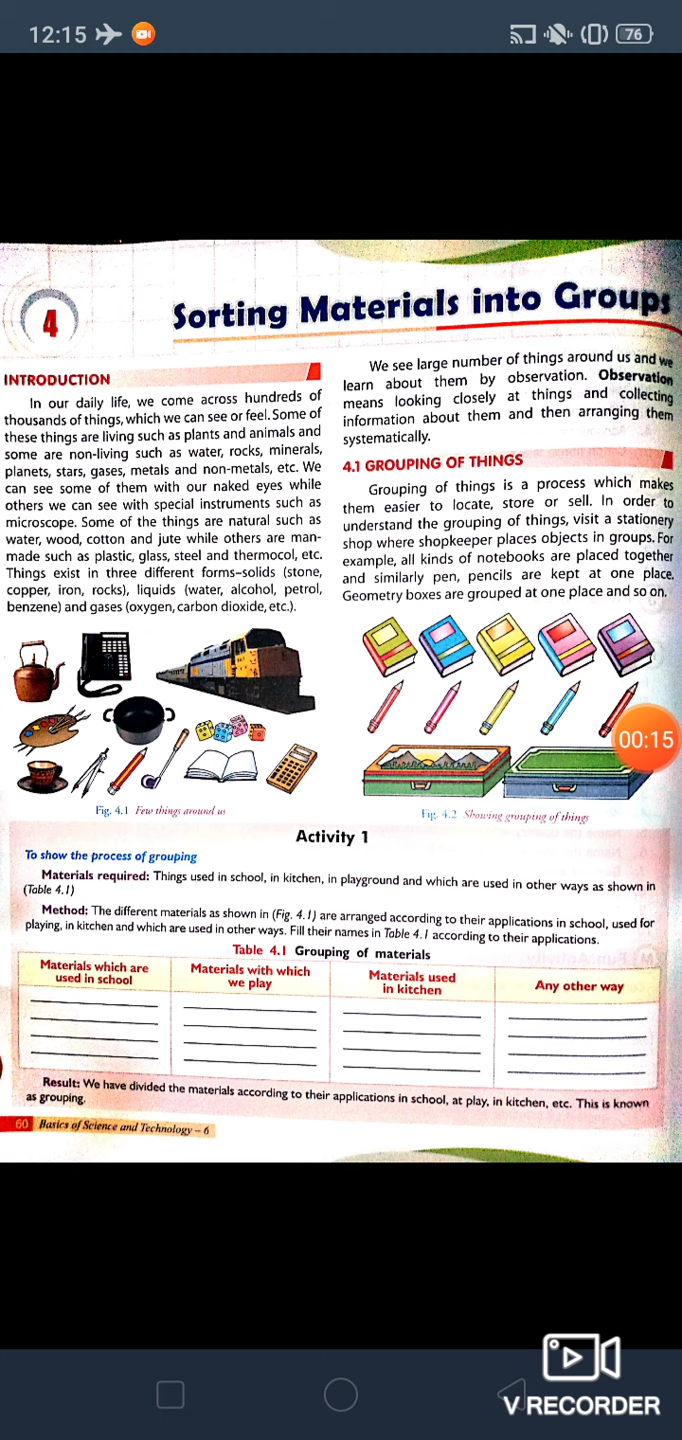 12:15
76
4
Sorting Materials into Groups
INTRODUCTION
In our daily life, we come across hundreds of
thousands of things, which we can see or feel. Some of
these things are living such as plants and animals and
some are non-living such as water, rocks, minerals,
planets, stars, gases, metals and non-metals, etc. We
can see some of them with our naked eyes while
others we can see with special instruments such as
microscope. Some of the things are natural such as
water, wood, cotton and jute while others are man-
made such as plastic, glass, steel and thermocol, etc.
Things exist in three different forms–solids (stone,
copper, iron, rocks), liquids (water, alcohol, petrol,
benzene) and gases (oxygen, carbon dioxide, etc.).
Fig. 4.1 Few things around us
We see large number of things around us and we
learn about them by observation. Observation
means looking closely at things and collecting
information about them and then arranging them
systematically.
4.1 GROUPING OF THINGS
Grouping of things is a process which makes
them easier to locate, store or sell. In order to
understand the grouping of things, visit a stationery
shop where shopkeeper places objects in groups. For
example, all kinds of notebooks are placed together
and similarly pen, pencils are kept at one place.
Geometry boxes are grouped at one place and so on.
00:15
Fig. 4.2 Showing grouping of things
Activity 1
To show the process of grouping
Materials required: Things used in school, in kitchen, in playground and which are used in other ways as shown in
(Table 4.1)
Method: The different materials as shown in (Fig. 4.1) are arranged according to their applications in school, used for
playing, in kitchen and which are used in other ways. Fill their names in Table 4.1 according to their applications.
Table 4.1 Grouping of materials
Materials which are
used in school
Materials with which
we play
Materials used
in kitchen
Any other way
Result: We have divided the materials according to their applications in school, at play, in kitchen, etc. This is known
as grouping.
60 Basics of Science and Technology – 6
V RECORDER